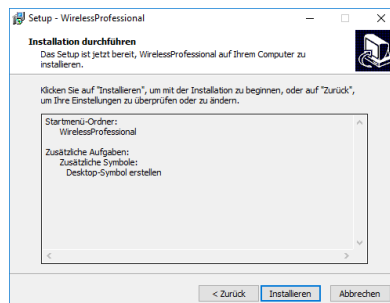 Setup - WirelessProfessional
Installation durchführen
Das Setup ist jetzt bereit, WirelessProfessional auf Ihrem Computer zu
installieren.
Klicken Sie auf "Installieren", um mit der Installation zu beginnen, oder auf "Zurück",
um Ihre Einstellungen zu überprüfen oder zu ändern.
Startmenü-Ordner:
WirelessProfessional
Zusätzliche Aufgaben:
Zusätzliche Symbole:
Desktop-Symbol erstellen
< Zurück
Installieren
Abbrechen